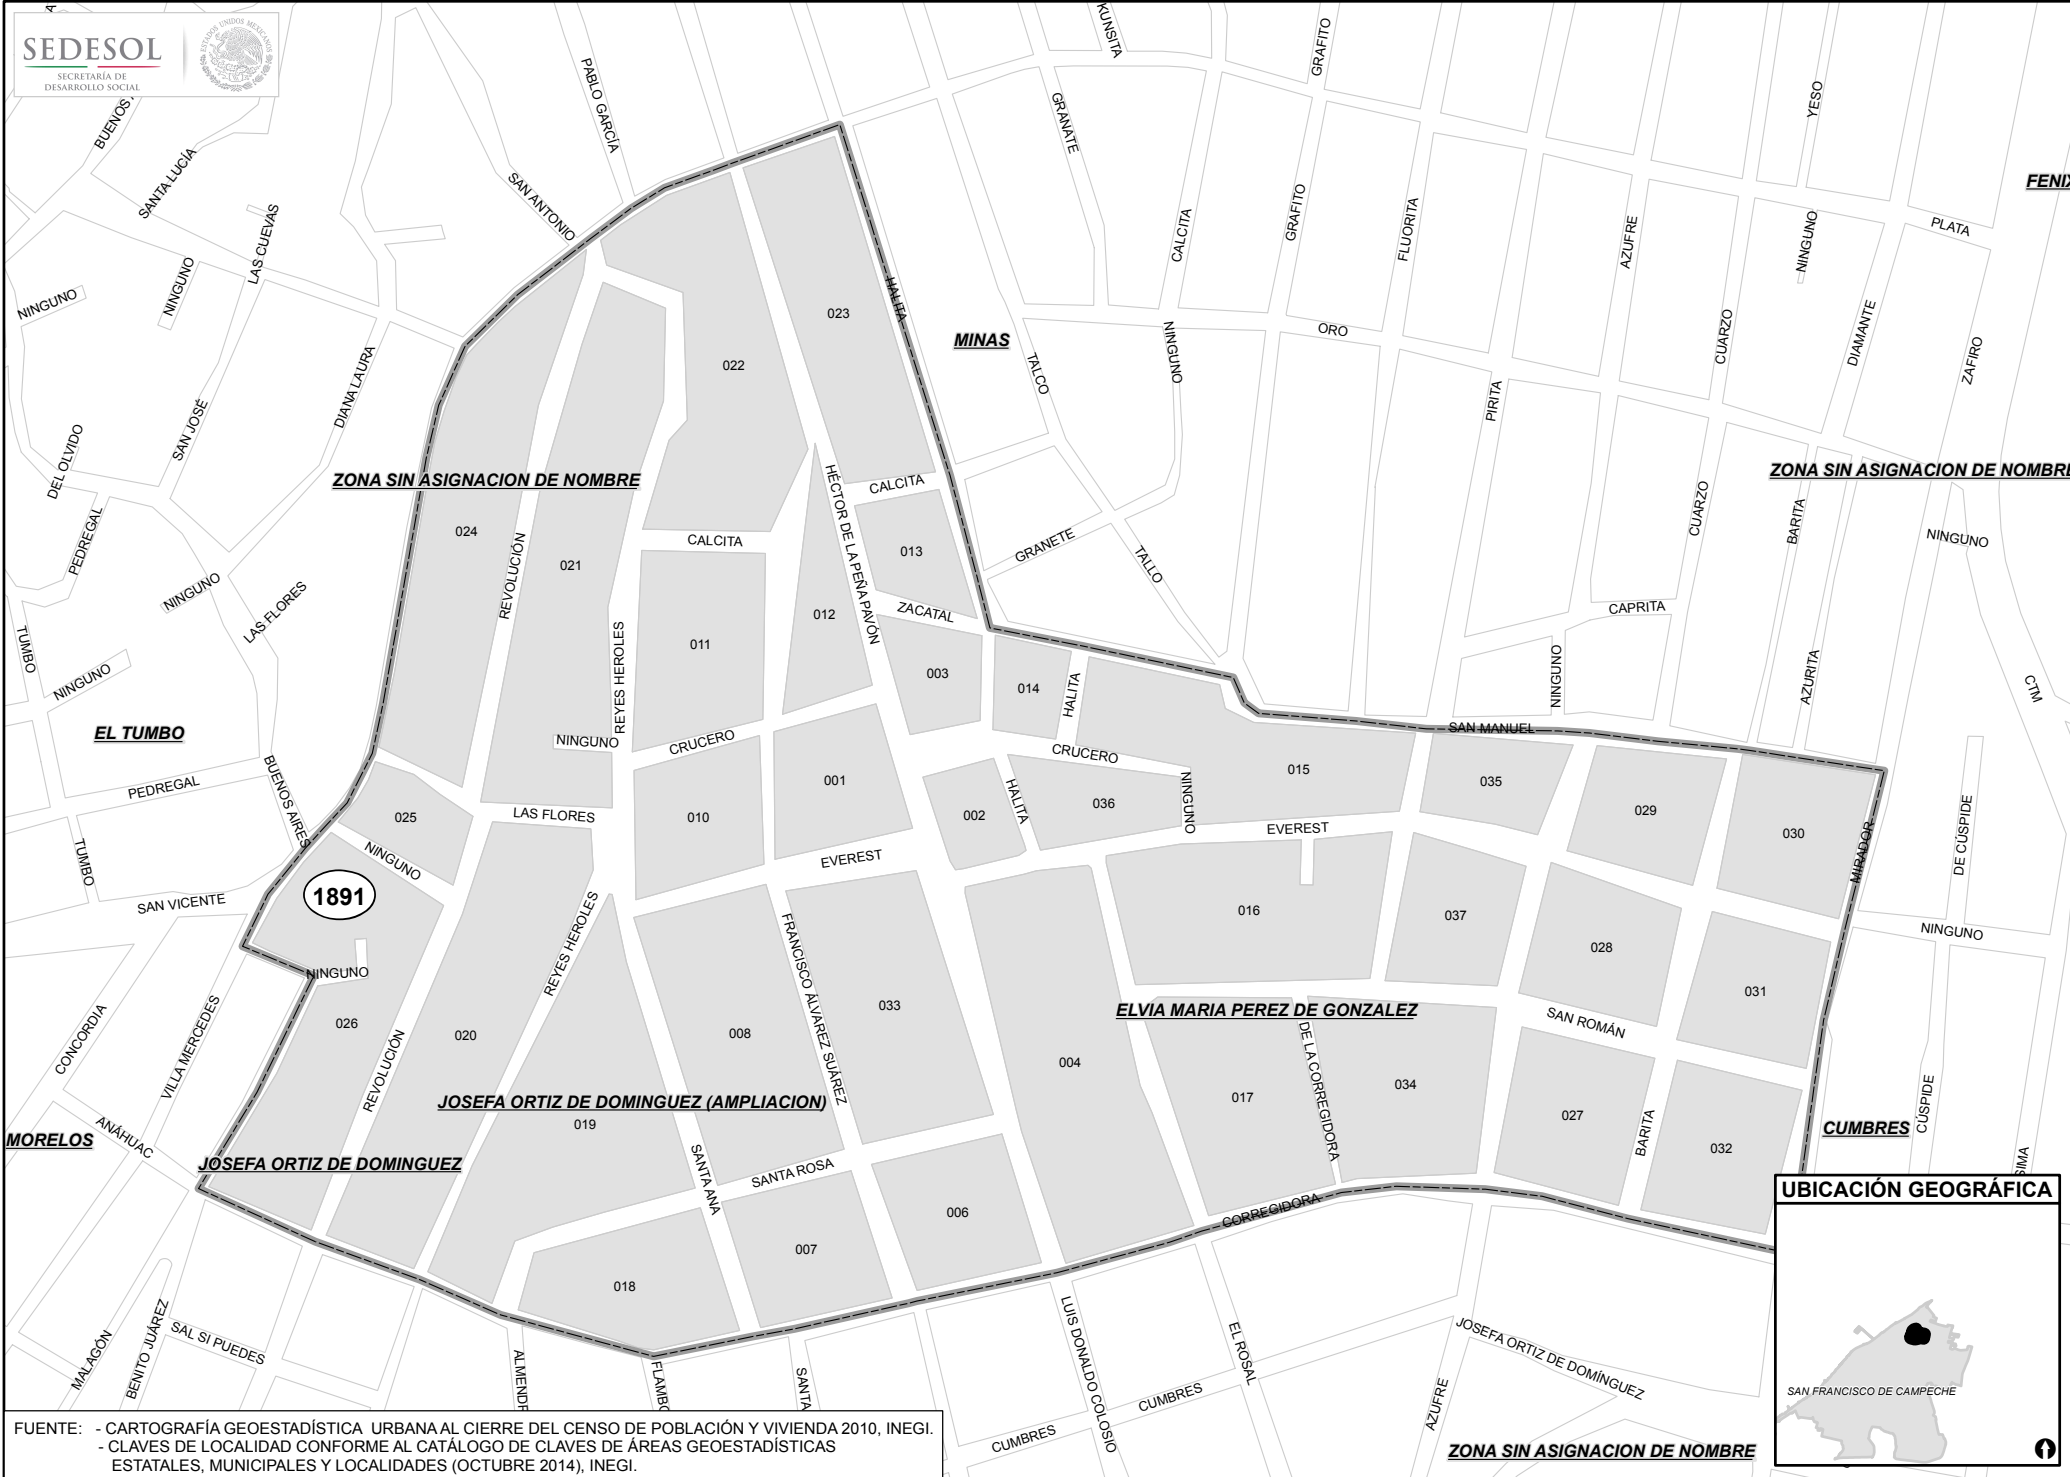 SEDESOL
SECRETARÍA DE
DESARROLLO SOCIAL
ESTADOS UNIDOS MEXICANOS
KUNSITA
GRAFITO
PABLO GARCÍA
GRANATE
YESO
SANTA LUCÍA
SAN ANTONIO
LAS CUEVAS
FENIX
CALCITA
GRAFITO
FLUORITA
AZUFRE
NINGUNO
PLATA
NINGUNO
NINGUNO
HALITA
023
MINAS
ORO
NINGUNO
CUARZO
DIAMANTE
ZAFIRO
022
TALCO
DIANA LAURA
SAN JOSÉ
PIRITA
DEL OLVIDO
ZONA SIN ASIGNACION DE NOMBRE
ZONA SIN ASIGNACION DE NOMBRE
CALCITA
HÉCTOR DE LA PEÑA PAVÓN
CUARZO
BARITA
024
CALCITA
013
GRANETE
NINGUNO
PEDREGAL
REVOLUCIÓN
021
TALLO
NINGUNO
LAS FLORES
012
ZACATAL
CAPRITA
TUMBO
REYES HEROLES
011
003
014
HALITA
NINGUNO
AZURITA
CTM
NINGUNO
EL TUMBO
NINGUNO
CRUCERO
CRUCERO
SAN MANUEL
PEDREGAL
BUENOS AIRES
001
HALITA
036
NINGUNO
015
035
029
030
025
LAS FLORES
010
002
EVEREST
MIRADOR
DE CÚSPIDE
TUMBO
NINGUNO
EVEREST
1891
SAN VICENTE
REYES HEROLES
FRANCISCO ÁLVAREZ SUÁREZ
016
037
028
NINGUNO
NINGUNO
033
031
CONCORDIA
VILLA MERCEDES
026
REVOLUCIÓN
020
008
004
ELVIA MARIA PEREZ DE GONZALEZ
SAN ROMÁN
DE LA CORREGIDORA
017
034
027
BARITA
CÚSPIDE
JOSEFA ORTIZ DE DOMINGUEZ (AMPLIACION)
019
MORELOS
ANÁHUAC
CUMBRES
032
JOSEFA ORTIZ DE DOMINGUEZ
SANTA ANA
SANTA ROSA
CORREGIDORA
006
007
018
UBICACIÓN GEOGRÁFICA
SAN FRANCISCO DE CAMPECHE
MALAGÓN
BENITO JUÁREZ
SAL SI PUEDES
LUIS DONALDO COLOSIO
EL ROSAL
JOSEFA ORTIZ DE DOMÍNGUEZ
SANTA
CUMBRES
CUMBRES
AZUFRE
ZONA SIN ASIGNACION DE NOMBRE
FUENTE: - CARTOGRAFÍA GEOESTADÍSTICA URBANA AL CIERRE DEL CENSO DE POBLACIÓN Y VIVIENDA 2010, INEGI.
- CLAVES DE LOCALIDAD CONFORME AL CATÁLOGO DE CLAVES DE ÁREAS GEOESTADÍSTICAS
ESTATALES, MUNICIPALES Y LOCALIDADES (OCTUBRE 2014), INEGI.